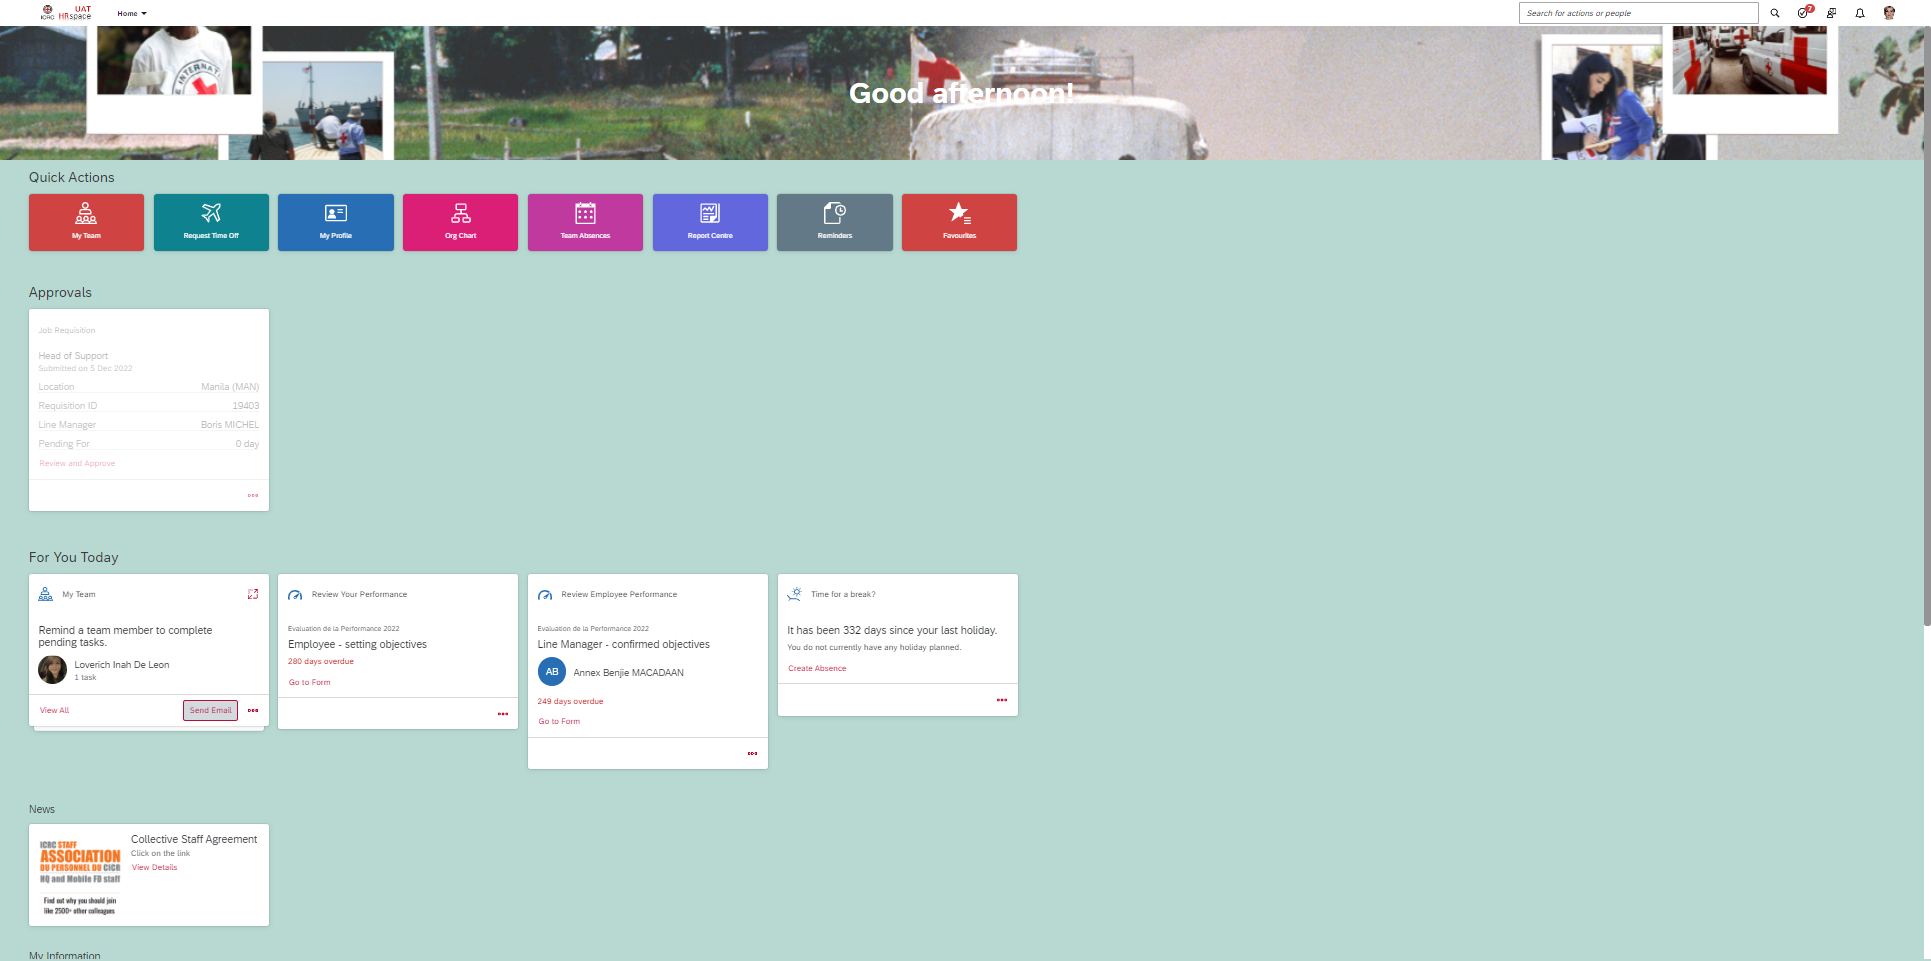 ICRC
UAT
HRspace
Home
Search for actions or people
7
INTERNAT
Good afternoon!
Quick Actions
My Team
Request Time Off
My Profile
Org Chart
Team Absences
Report Centre
Reminders
Favourites
Approvals
Job Requisition
Head of Support
Submitted on 5 Dec 2022
Location Manila (MAN)
Requisition ID 19403
Line Manager Boris MICHEL
Pending For 0 day
Review and Approve
For You Today
My Team
Remind a team member to complete
pending tasks.
Loverich Inah De Leon
1 task
View All Send Email
Review Your Performance
Evaluation de la Performance 2022
Employee - setting objectives
280 days overdue
Go to Form
Review Employee Performance
Evaluation de la Performance 2022
Line Manager - confirmed objectives
AB Annex Benjie MACADAAN
249 days overdue
Go to Form
Time for a break?
It has been 332 days since your last holiday.
You do not currently have any holiday planned.
Create Absence
News
ICRC STAFF
ASSOCIATION
DU PERSONNEL DU CICR
HQ and Mobile FD staff
Find out why you should join
like 2500+ other colleagues
Collective Staff Agreement
Click on the link
View Details
My Information